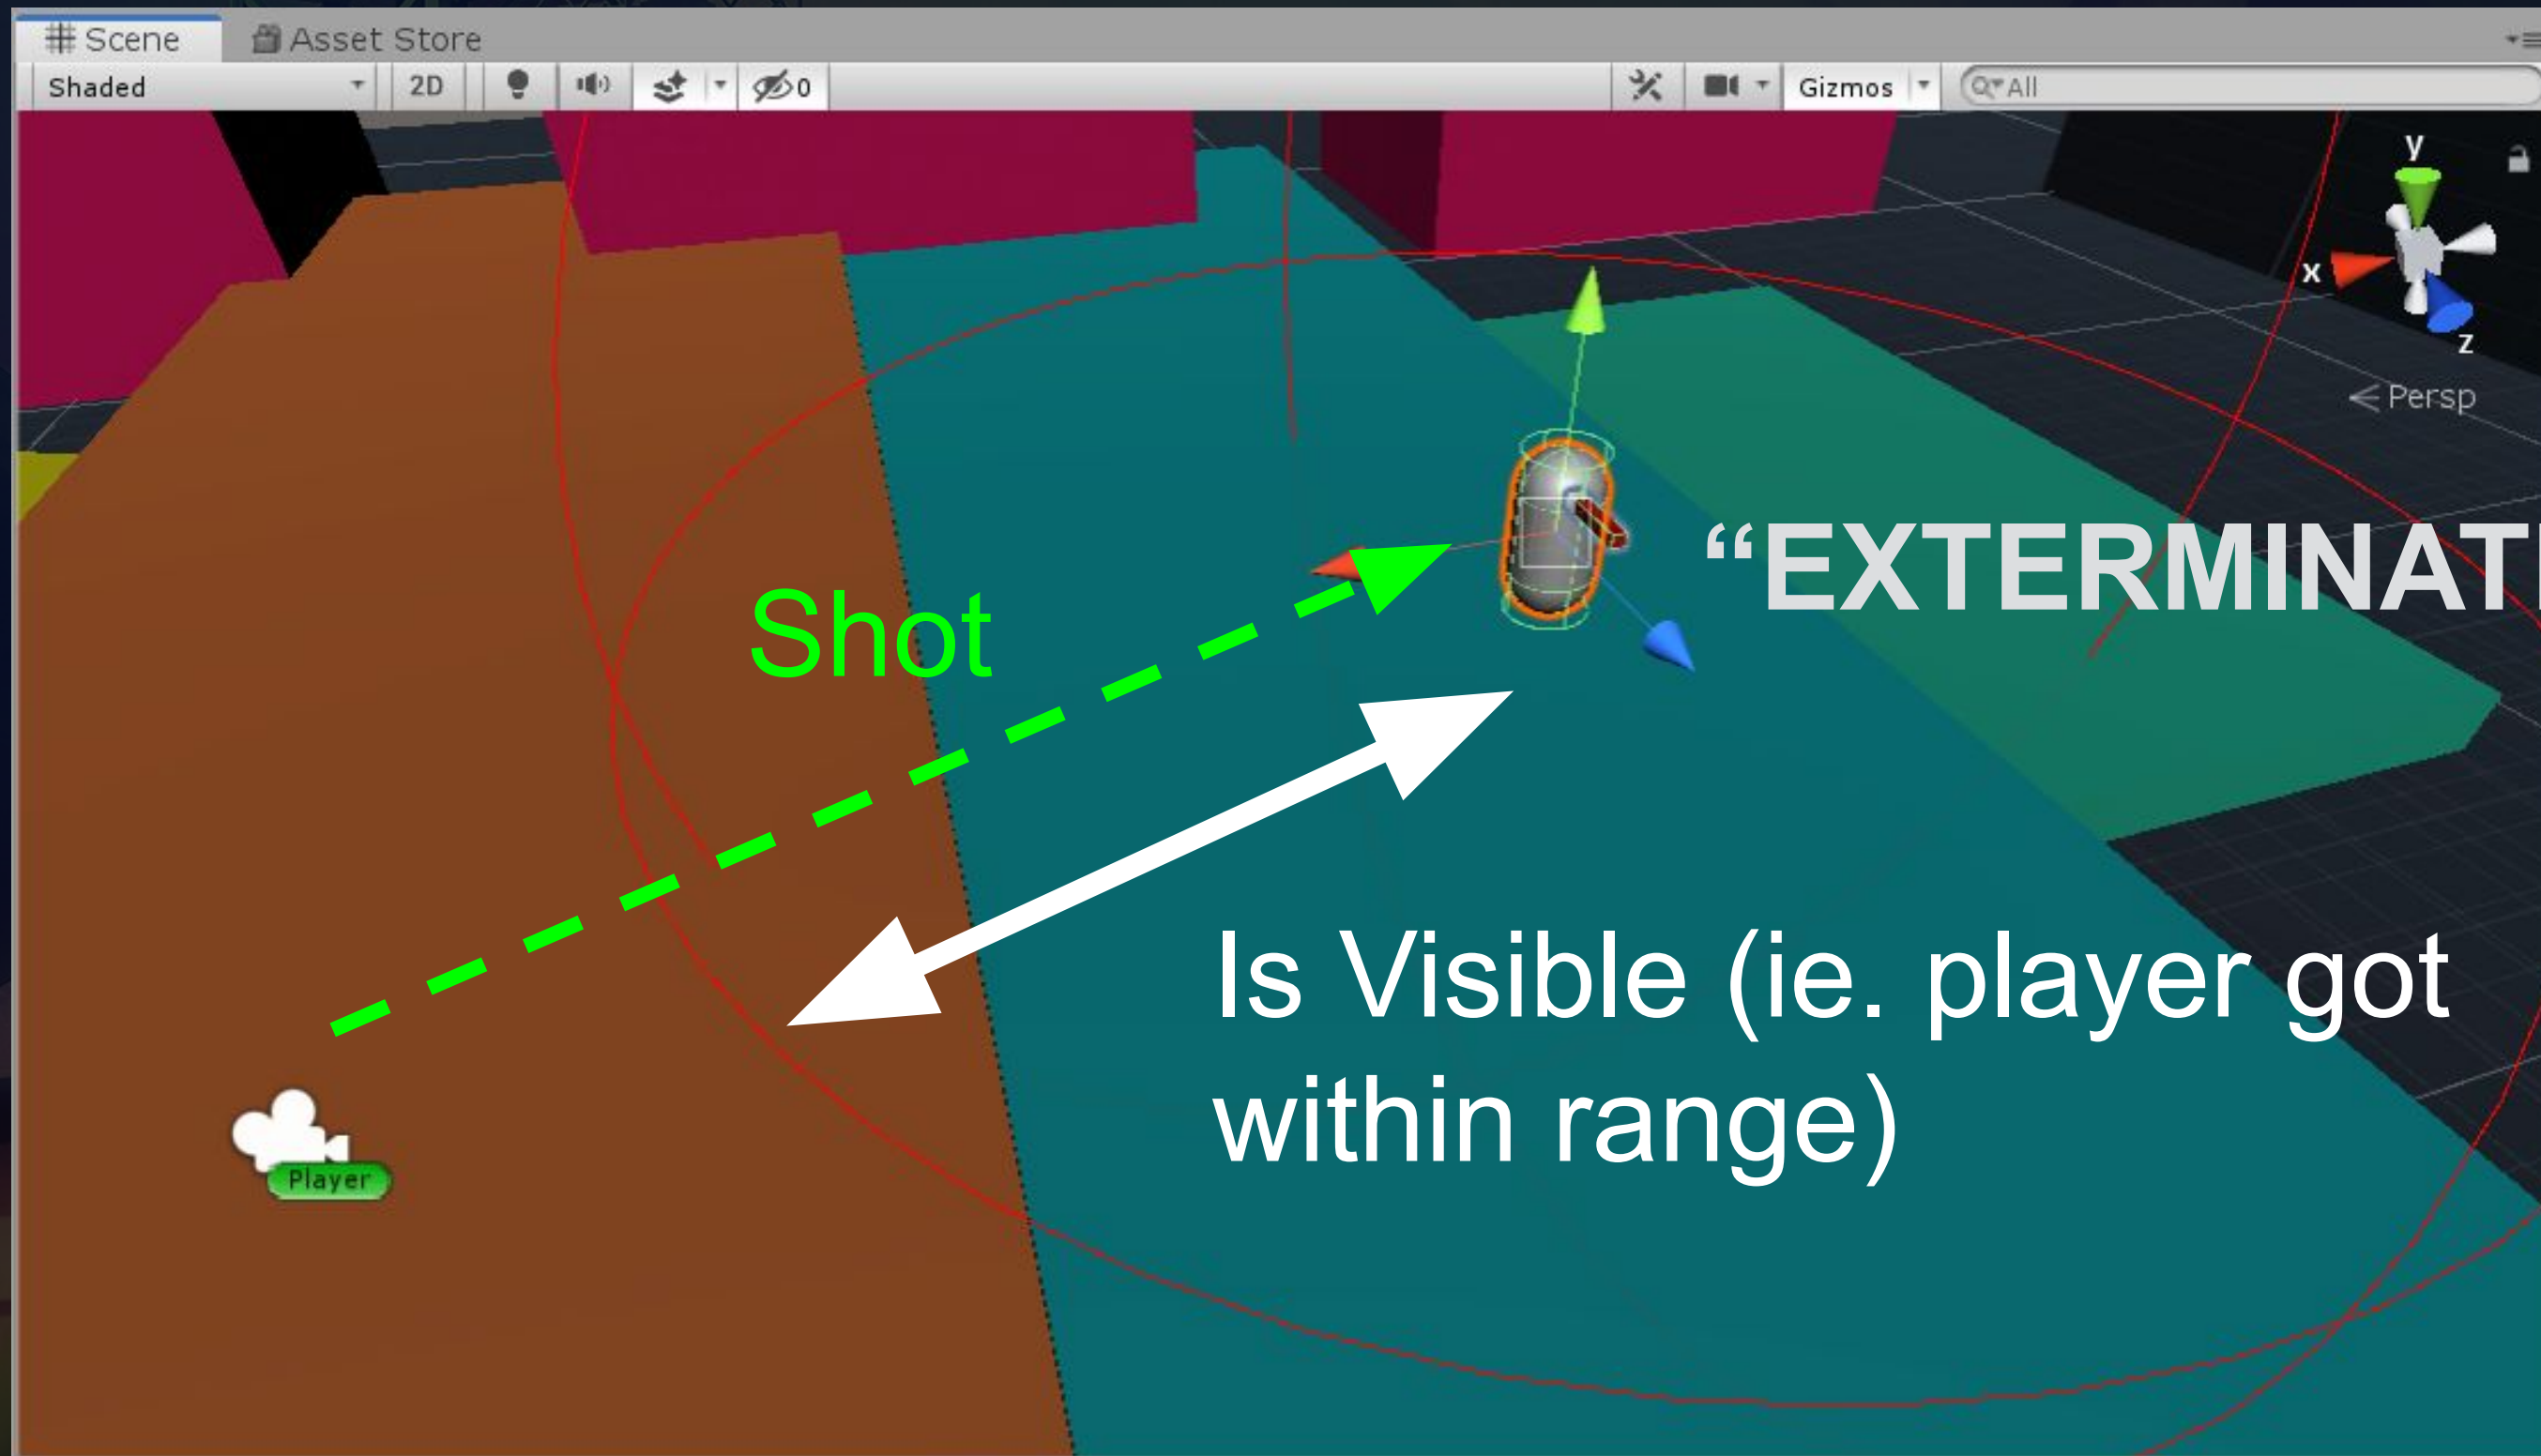 Scene Asset Store
Shaded 2D 0 Gizmos All
y
x
z
Persp
“EXTERMINAT
Shot
Is Visible (ie. player got
within range)
Player